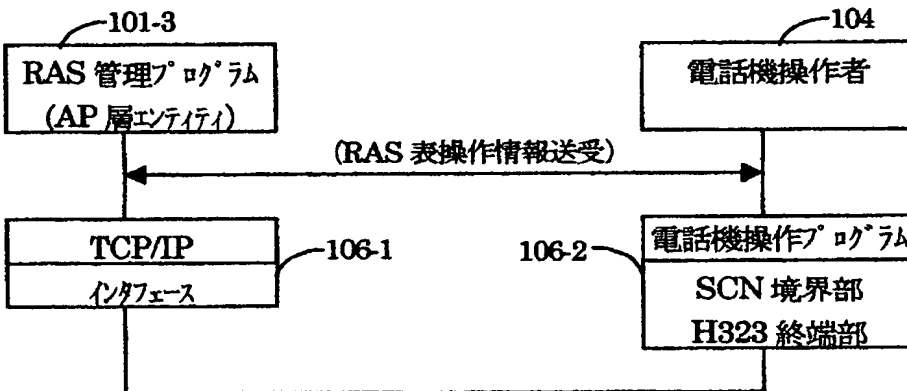 101-3
104
RAS 管理プログラム
(AP 層エンティティ)
電話機操作者
(RAS 表操作情報送受)
TCP/IP
インタフェース
106-1
106-2
電話機操作プログラム
SCN 境界部
H323 終端部